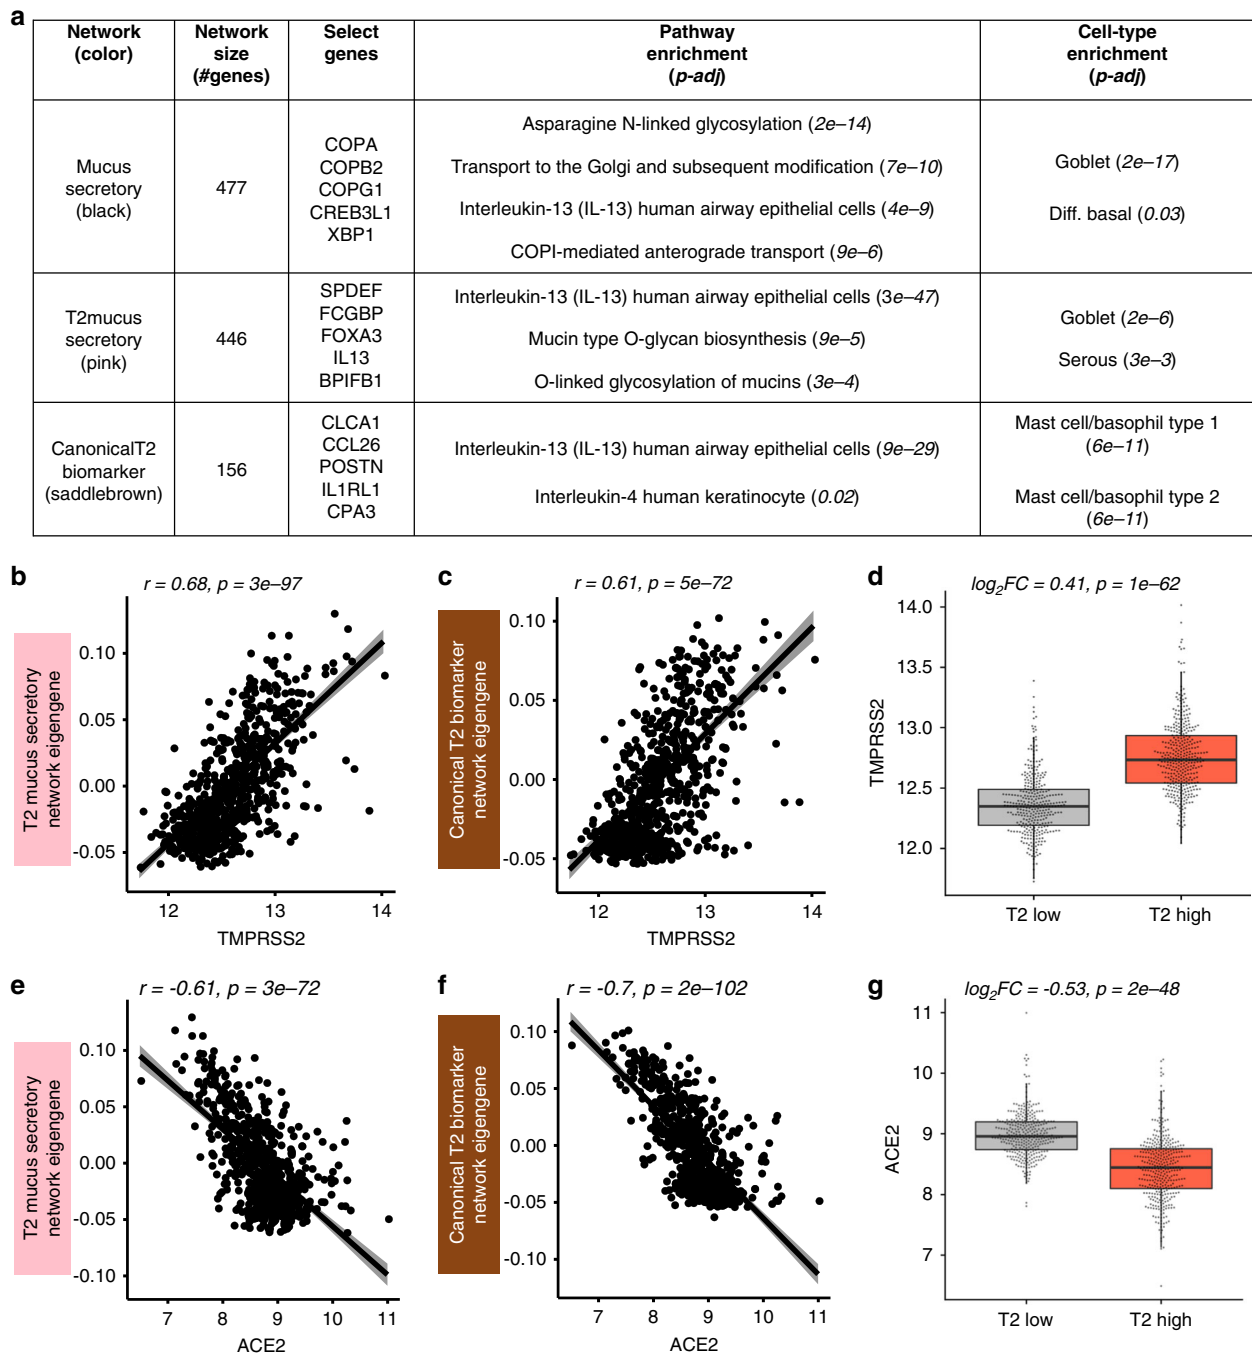 a
Network (color)
Network size (#genes)
Select genes
Pathway enrichment (p-adj)
Cell-type enrichment (p-adj)
Mucus secretory (black)
477
COPA
COPB2
COPG1
CREB3L1
XBP1
Asparagine N-linked glycosylation (2e–14)
Transport to the Golgi and subsequent modification (7e–10)
Interleukin-13 (IL-13) human airway epithelial cells (4e–9)
COPI-mediated anterograde transport (9e–6)
Goblet (2e–17)
Diff. basal (0.03)
T2mucus secretory (pink)
446
SPDEF
FCGBP
FOXA3
IL13
BPIFB1
Interleukin-13 (IL-13) human airway epithelial cells (3e–47)
Mucin type O-glycan biosynthesis (9e–5)
O-linked glycosylation of mucins (3e–4)
Goblet (2e–6)
Serous (3e–3)
CanonicalT2 biomarker (saddlebrown)
156
CLCA1
CCL26
POSTN
IL1RL1
CPA3
Interleukin-13 (IL-13) human airway epithelial cells (9e–29)
Interleukin-4 human keratinocyte (0.02)
Mast cell/basophil type 1 (6e–11)
Mast cell/basophil type 2 (6e–11)
b
r = 0.68, p = 3e–97
T2 mucus secretory
network eigengene
0.10
0.05
0.00
-0.05
12 13 14
TMPRSS2
c
r = 0.61, p = 5e–72
Canonical T2 biomarker
network eigengene
0.10
0.05
0.00
-0.05
12 13 14
TMPRSS2
d
log2FC = 0.41, p = 1e–62
TMPRSS2
14.0
13.5
13.0
12.5
12.0
T2 low T2 high
e
r = -0.61, p = 3e–72
T2 mucus secretory
network eigengene
0.10
0.05
0.00
-0.05
-0.10
7 8 9 10 11
ACE2
f
r = -0.7, p = 2e–102
Canonical T2 biomarker
network eigengene
0.10
0.05
0.00
-0.05
-0.10
7 8 9 10 11
ACE2
g
log2FC = -0.53, p = 2e–48
ACE2
11
10
9
8
7
T2 low T2 high